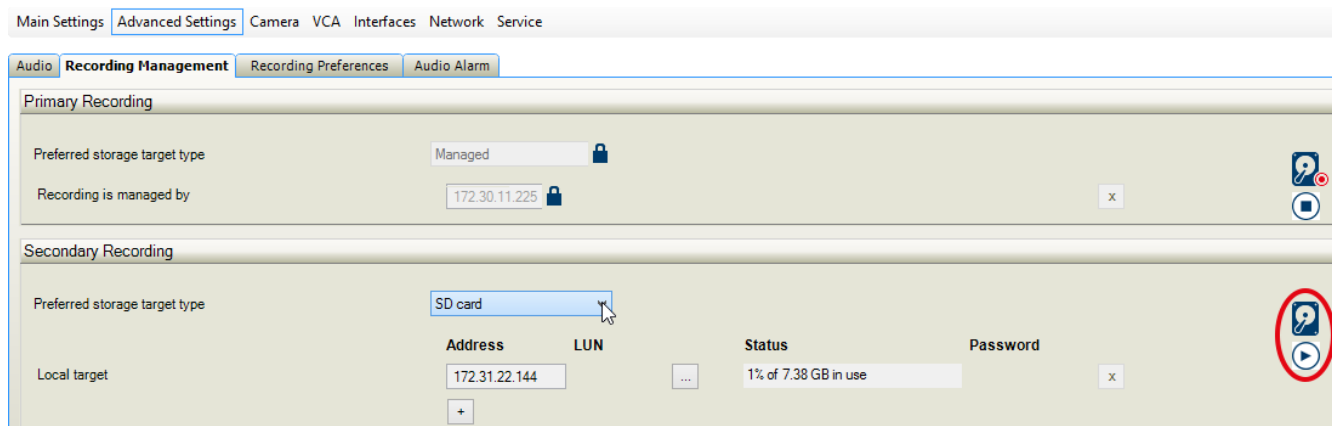 Main Settings Advanced Settings Camera VCA Interfaces Network Service
Audio Recording Management Recording Preferences Audio Alarm
Primary Recording
Preferred storage target type Managed
Recording is managed by 172.30.11.225 x
Secondary Recording
Preferred storage target type SD card
Address LUN Status Password
Local target 172.31.22.144 ... 1% of 7.38 GB in use x
+